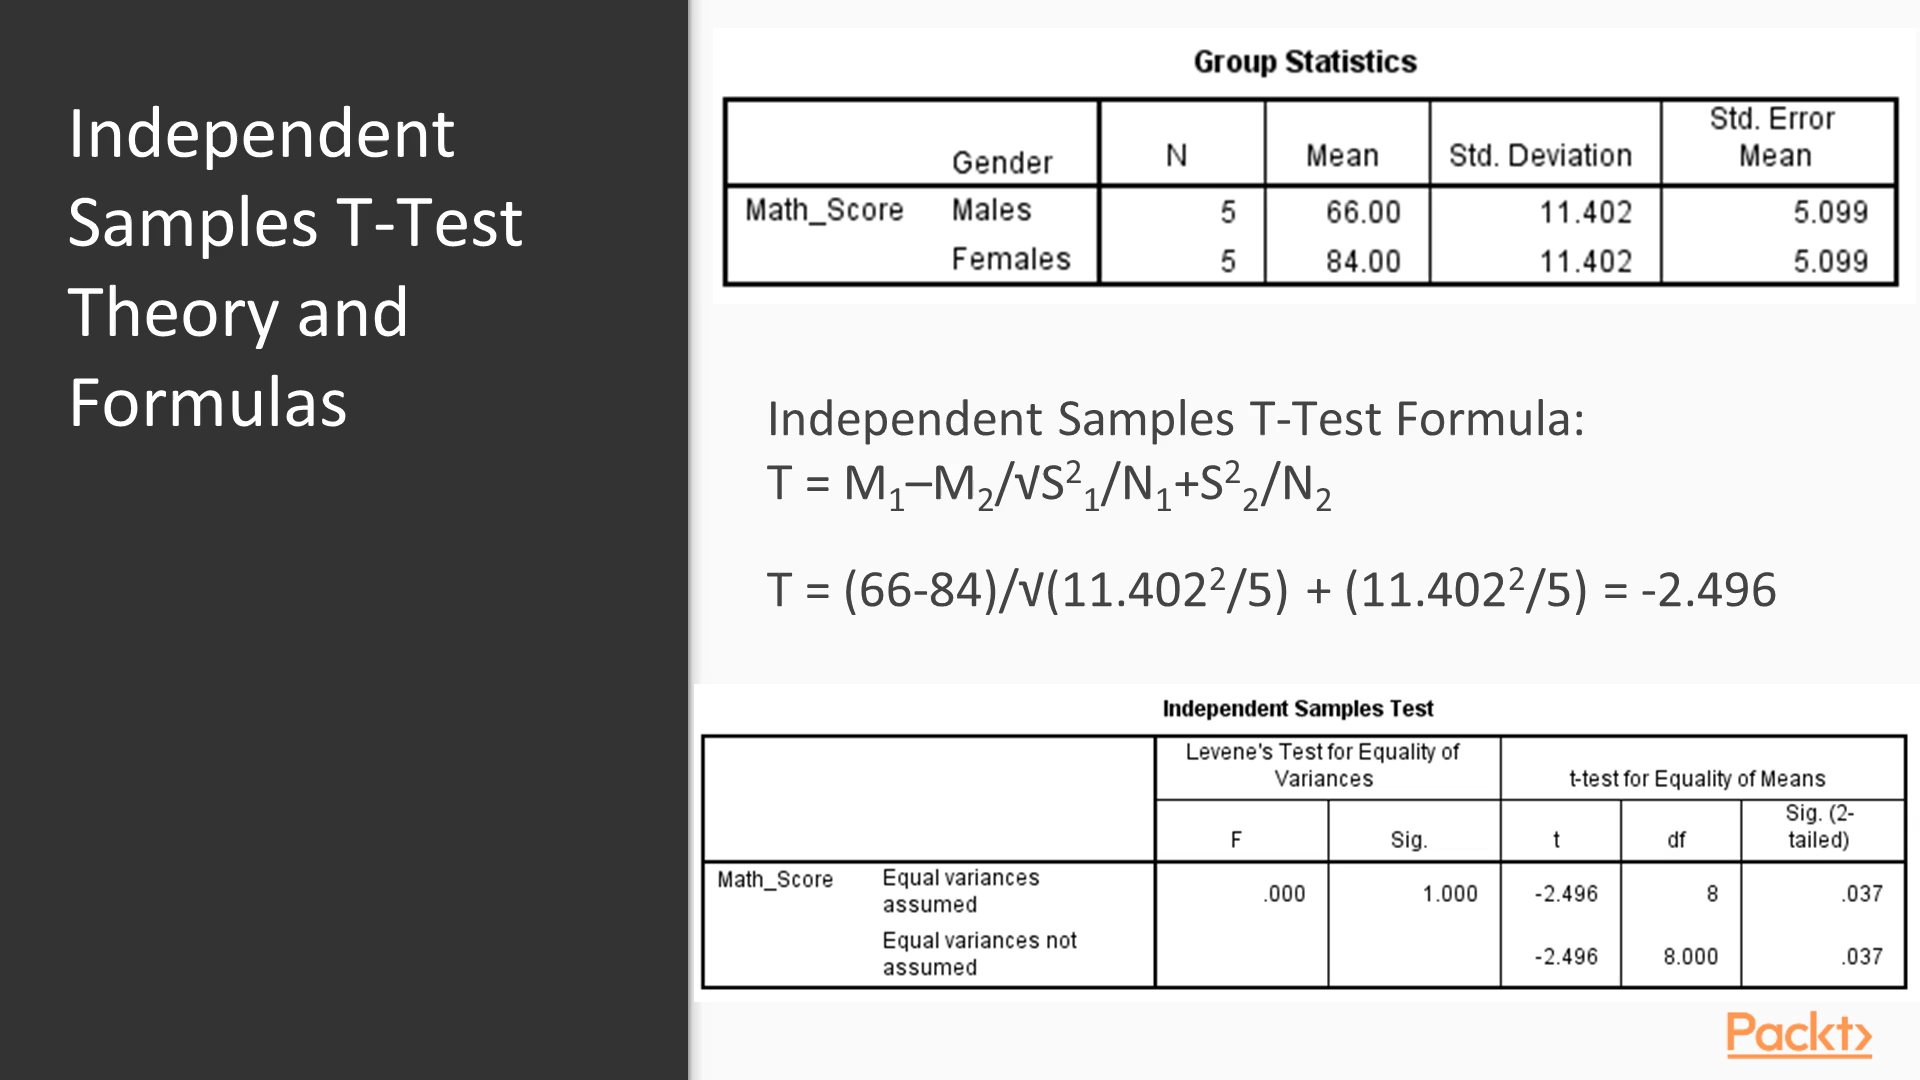 Independent
Samples T-Test
Theory and
Formulas
Group Statistics
Gender N Mean Std. Deviation Std. Error Mean
Math_Score Males 5 66.00 11.402 5.099
Females 5 84.00 11.402 5.099
Independent Samples T-Test Formula:
T = M₁–M₂/√S²₁/N₁+S²₂/N₂
T = (66-84)/√(11.402²/5) + (11.402²/5) = -2.496
Independent Samples Test
Levene's Test for Equality of Variances t-test for Equality of Means
F Sig. t df Sig. (2-tailed)
Math_Score Equal variances assumed .000 1.000 -2.496 8 .037
Equal variances not assumed -2.496 8.000 .037
Packt>